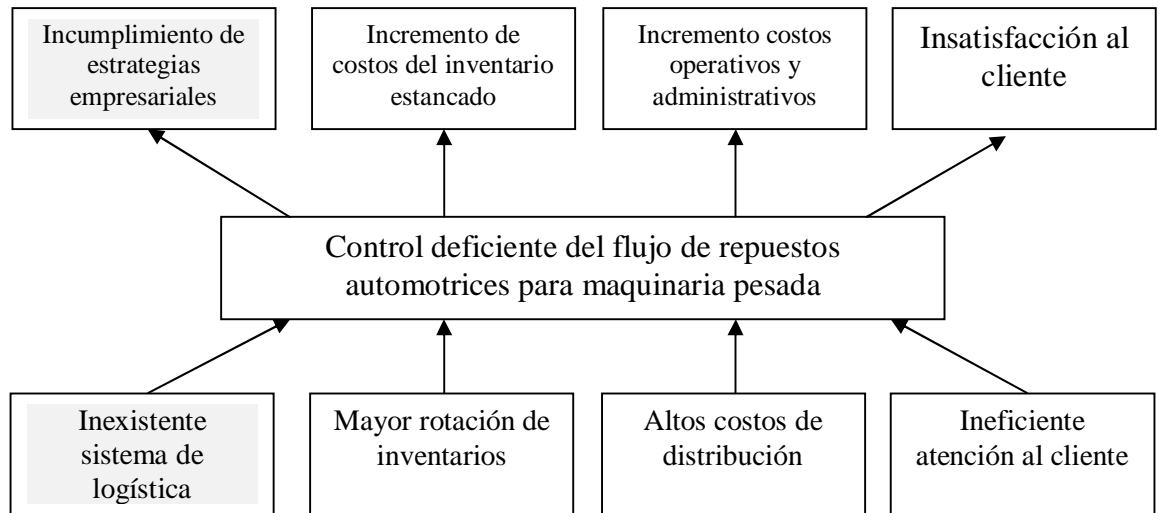 Incumplimiento de
estrategias
empresariales
Incremento de
costos del inventario
estancado
Incremento costos
operativos y
administrativos
Insatisfacción al
cliente
Control deficiente del flujo de repuestos
automotrices para maquinaria pesada
Inexistente
sistema de
logística
Mayor rotación de
inventarios
Altos costos de
distribución
Ineficiente
atención al cliente